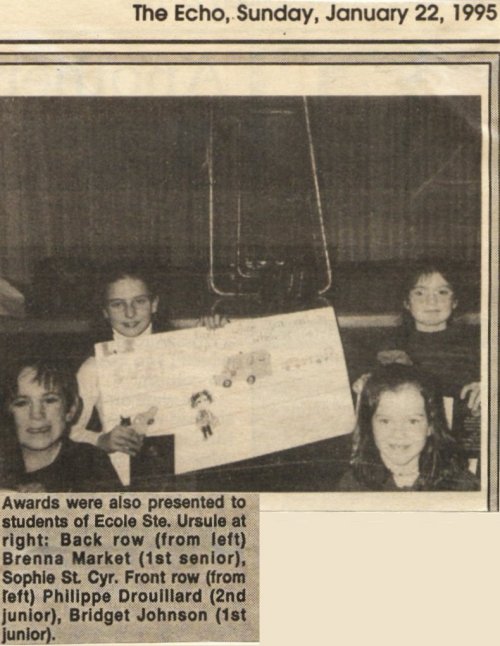 The Echo, Sunday, January 22, 1995
Awards were also presented to
students of Ecole Ste. Ursule at
right: Back row (from left)
Brenna Market (1st senior),
Sophie St. Cyr. Front row (from
left) Philippe Drouillard (2nd
junior), Bridget Johnson (1st
junior).